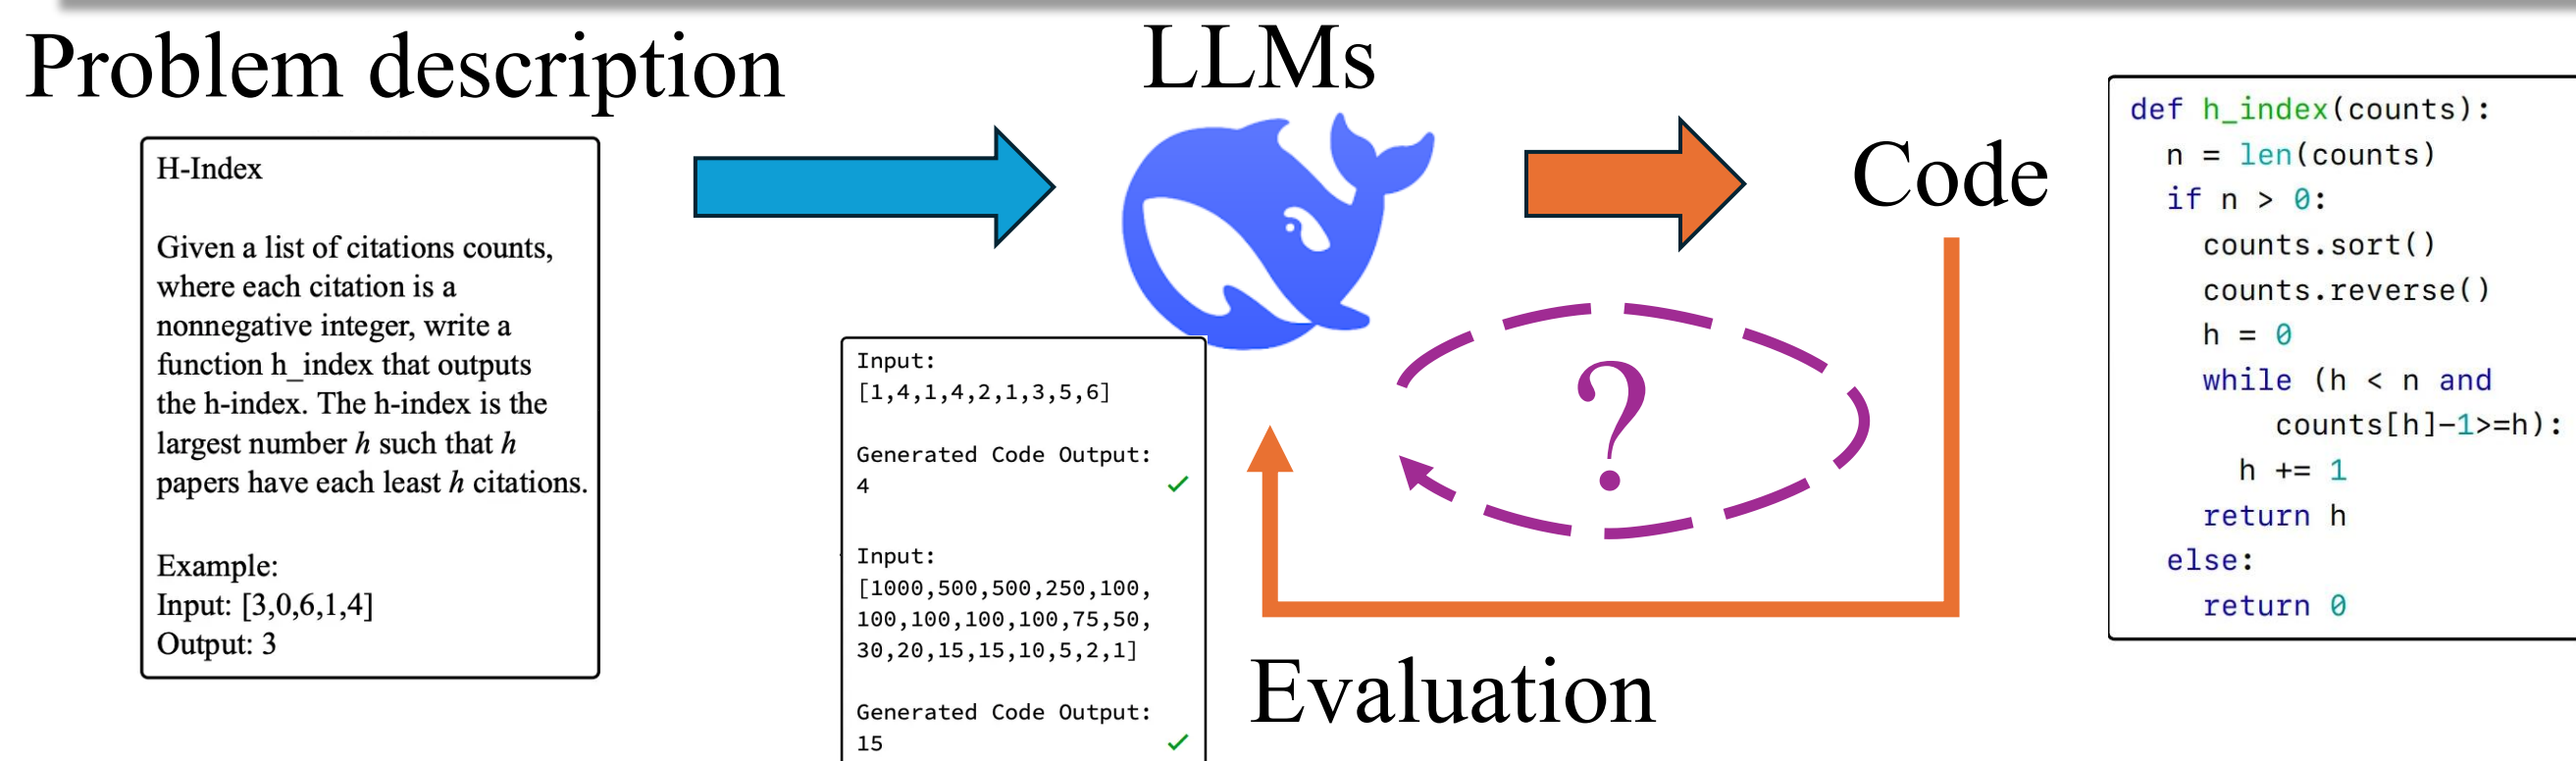 Problem description
H-Index
Given a list of citations counts,
where each citation is a
nonnegative integer, write a
function h_index that outputs
the h-index. The h-index is the
largest number h such that h
papers have each least h citations.
Example:
Input: [3,0,6,1,4]
Output: 3
LLMs
Input:
[1,4,1,4,2,1,3,5,6]
Generated Code Output:
4
Input:
[1000,500,500,250,100,
100,100,100,100,75,50,
30,20,15,15,10,5,2,1]
Generated Code Output:
15
?
Evaluation
Code
def h_index(counts):
  n = len(counts)
  if n > 0:
    counts.sort()
    counts.reverse()
    h = 0
    while (h < n and
        counts[h]-1>=h):
      h += 1
    return h
  else:
    return 0